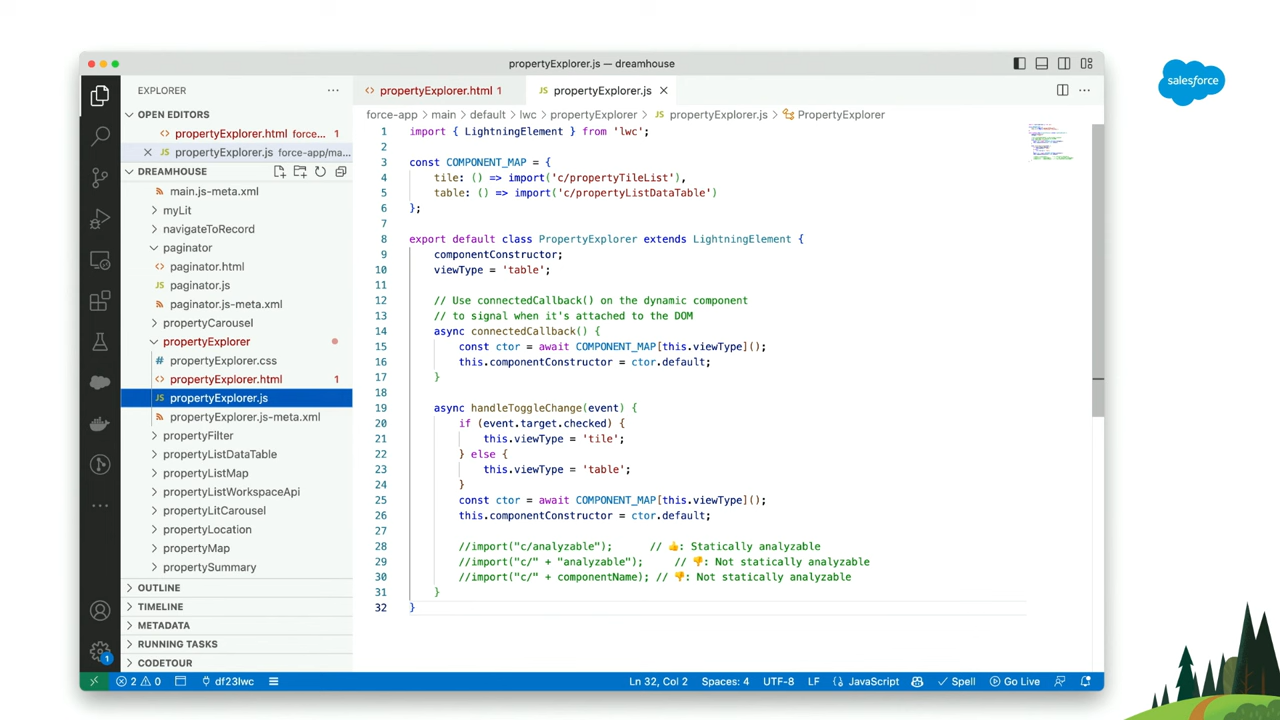 propertyExplorer.js — dreamhouse
salesforce
EXPLORER
OPEN EDITORS
propertyExplorer.html force...
propertyExplorer.js force-app/ma...
DREAMHOUSE
main.js-meta.xml
myLit
navigateToRecord
paginator
paginator.html
paginator.js
paginator.js-meta.xml
propertyCarousel
propertyExplorer
propertyExplorer.css
propertyExplorer.html 1
propertyExplorer.js
propertyExplorer.js-meta.xml
propertyFilter
propertyListDataTable
propertyListMap
propertyListWorkspaceApi
propertyLitCarousel
propertyLocation
propertyMap
propertySummary
OUTLINE
TIMELINE
METADATA
RUNNING TASKS
CODETOUR
1
propertyExplorer.html 1
JS propertyExplorer.js
force-app > main > default > lwc > propertyExplorer > JS propertyExplorer.js > PropertyExplorer
1 import { LightningElement } from 'lwc';
2
3 const COMPONENT_MAP = {
4 tile: () => import('c/propertyTileList'),
5 table: () => import('c/propertyListDataTable')
6 };
7
8 export default class PropertyExplorer extends LightningElement {
9 componentConstructor;
10 viewType = 'table';
11
12 // Use connectedCallback() on the dynamic component
13 // to signal when it's attached to the DOM
14 async connectedCallback() {
15 const ctor = await COMPONENT_MAP[this.viewType]();
16 this.componentConstructor = ctor.default;
17 }
18
19 async handleToggleChange(event) {
20 if (event.target.checked) {
21 this.viewType = 'tile';
22 } else {
23 this.viewType = 'table';
24 }
25 const ctor = await COMPONENT_MAP[this.viewType]();
26 this.componentConstructor = ctor.default;
27
28 //import("c/analyzable"); // 👍: Statically analyzable
29 //import("c/" + "analyzable"); // 👎: Not statically analyzable
30 //import("c/" + componentName); // 👎: Not statically analyzable
31 }
32 }
2 0 df23lwc Ln 32, Col 2 Spaces: 4 UTF-8 LF JavaScript Spell Go Live